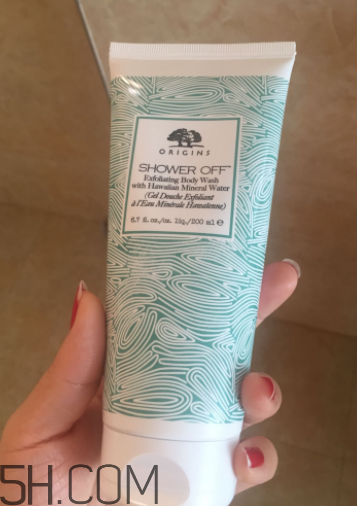 ORIGINS
SHOWER OFF™
Exfoliating Body Wash
with Hawaiian Mineral Water
(Gel Douche Exfoliant
à l'Eau Minérale Hawaïenne)
6.7 fl. oz./oz. liq./200 ml ℮
5H.COM